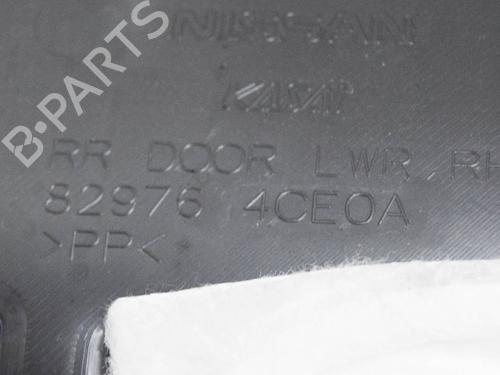 NISSAN
KASAI
RR DOOR LWR, RH
82976 4CE0A
>PP<
B-PARTS